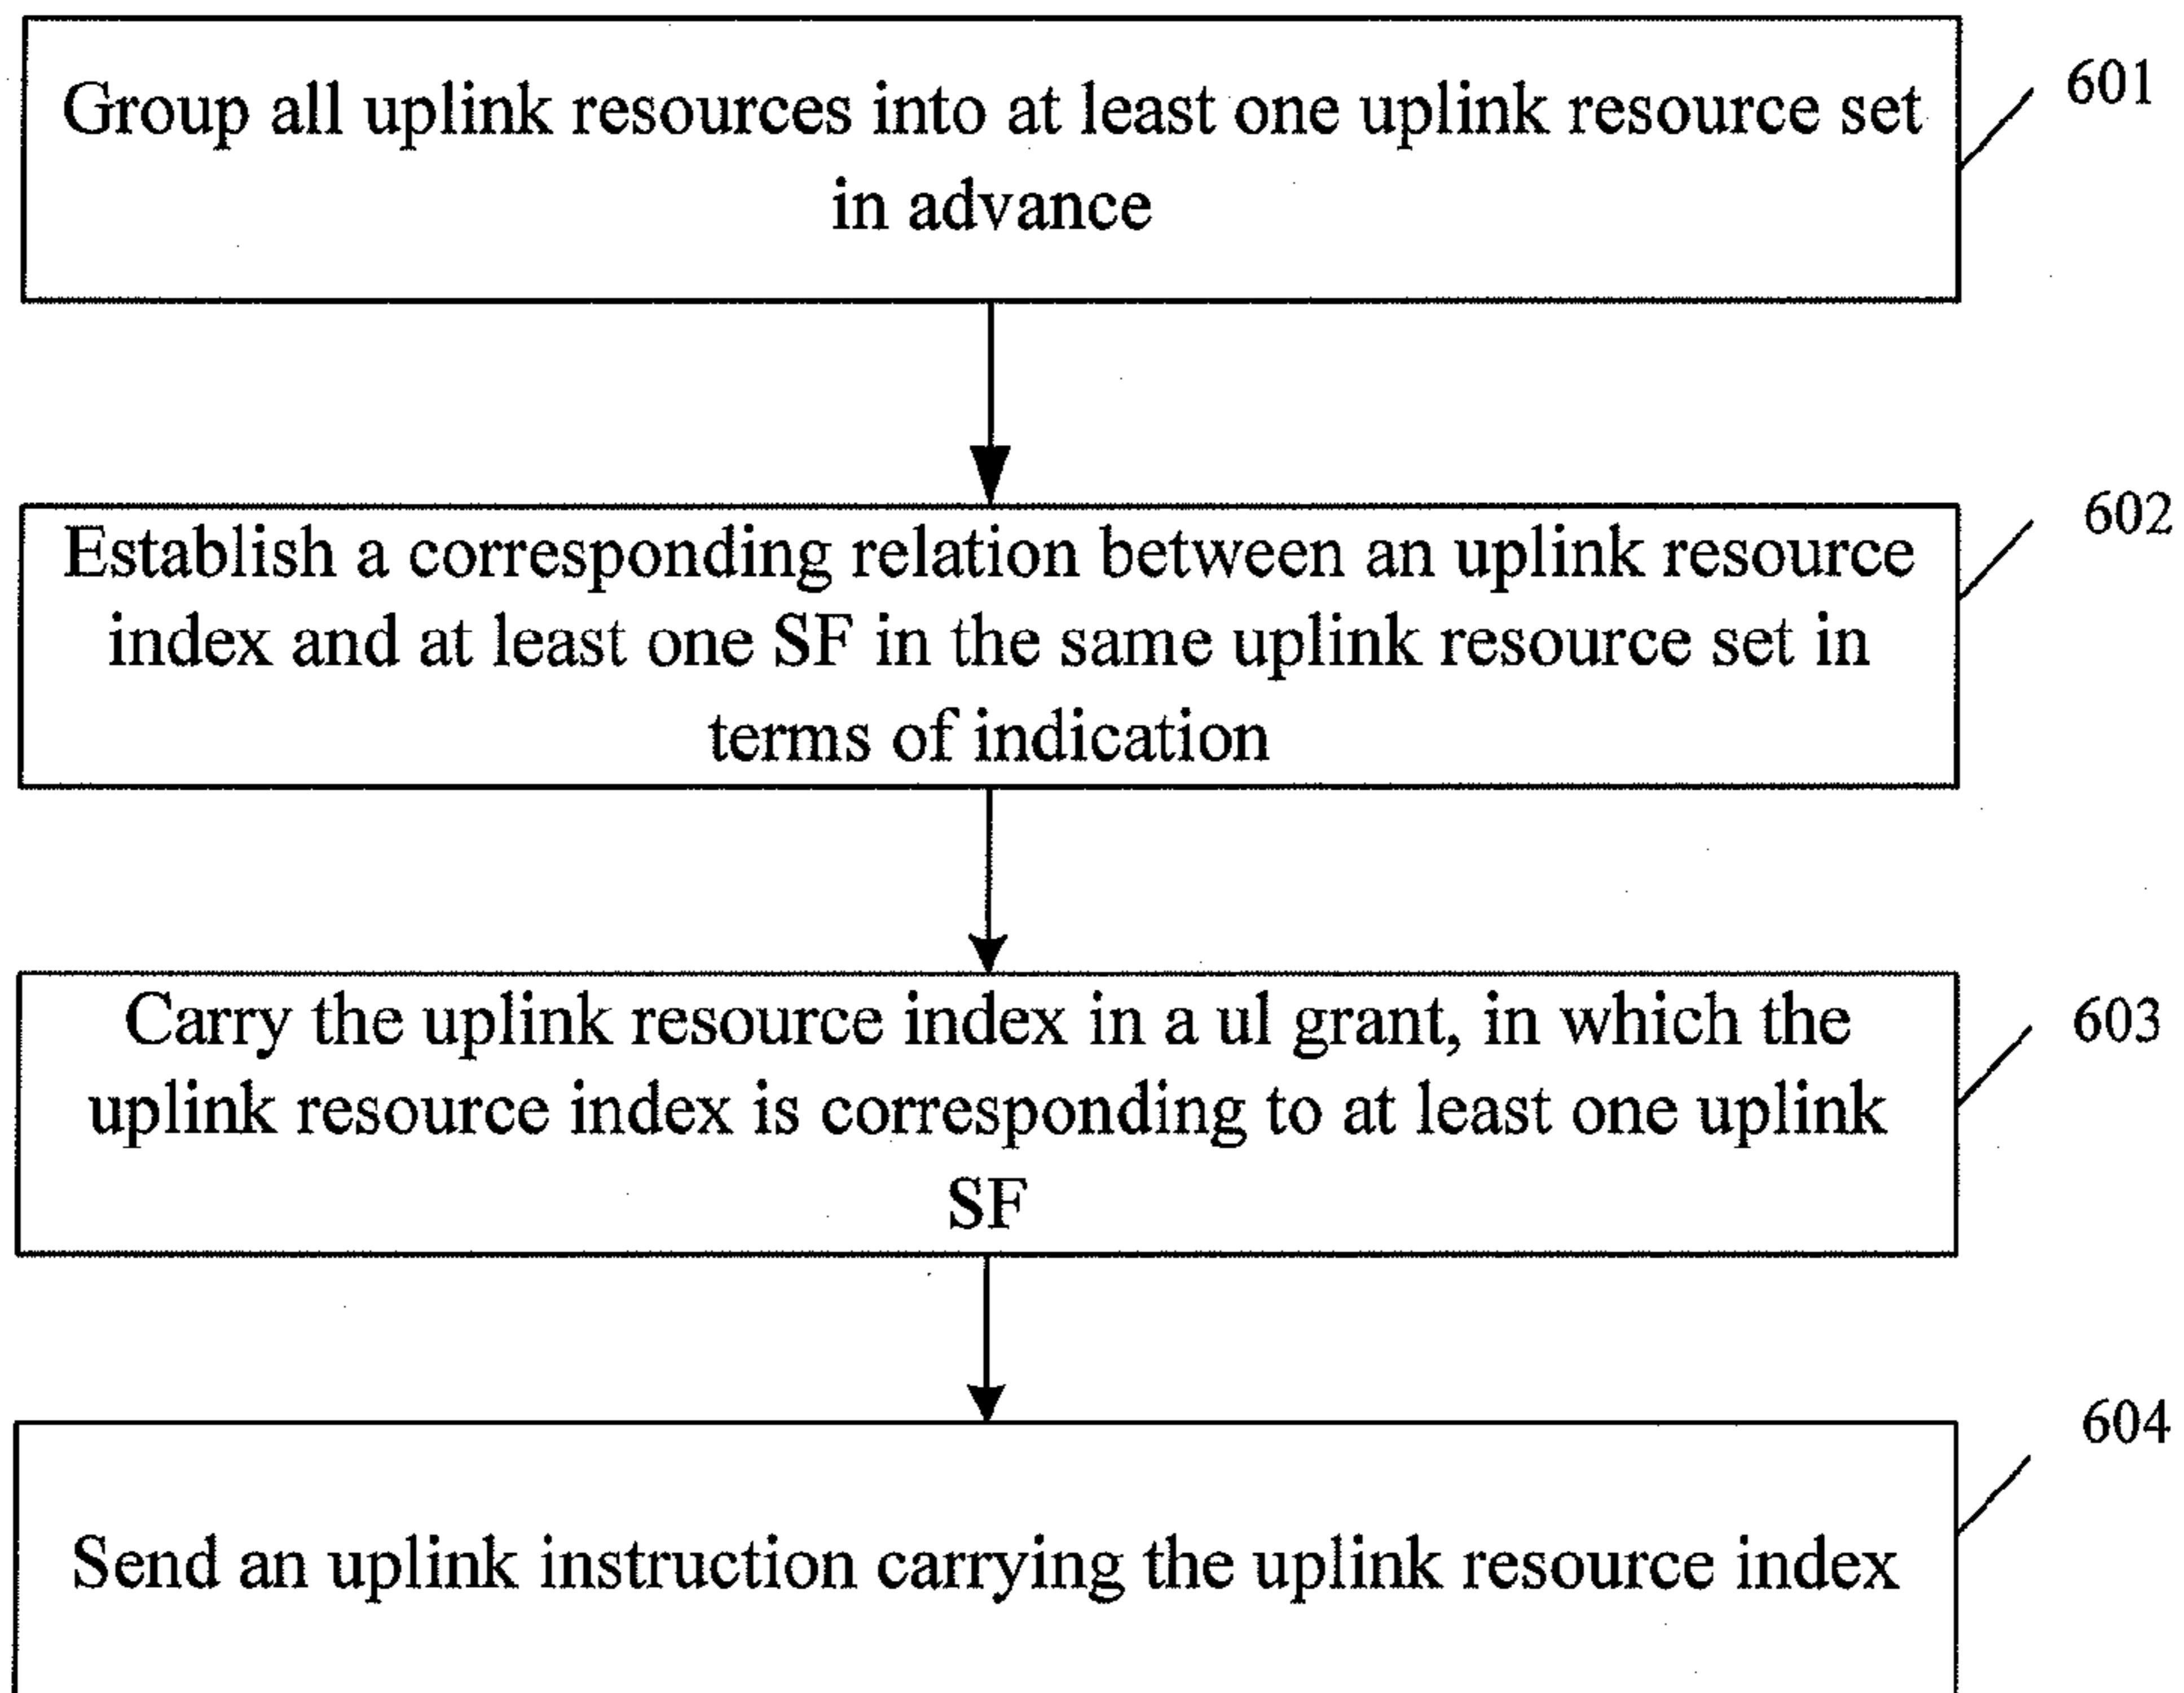 Group all uplink resources into at least one uplink resource set
in advance
601
Establish a corresponding relation between an uplink resource
index and at least one SF in the same uplink resource set in
terms of indication
602
Carry the uplink resource index in a ul grant, in which the
uplink resource index is corresponding to at least one uplink
SF
603
Send an uplink instruction carrying the uplink resource index
604